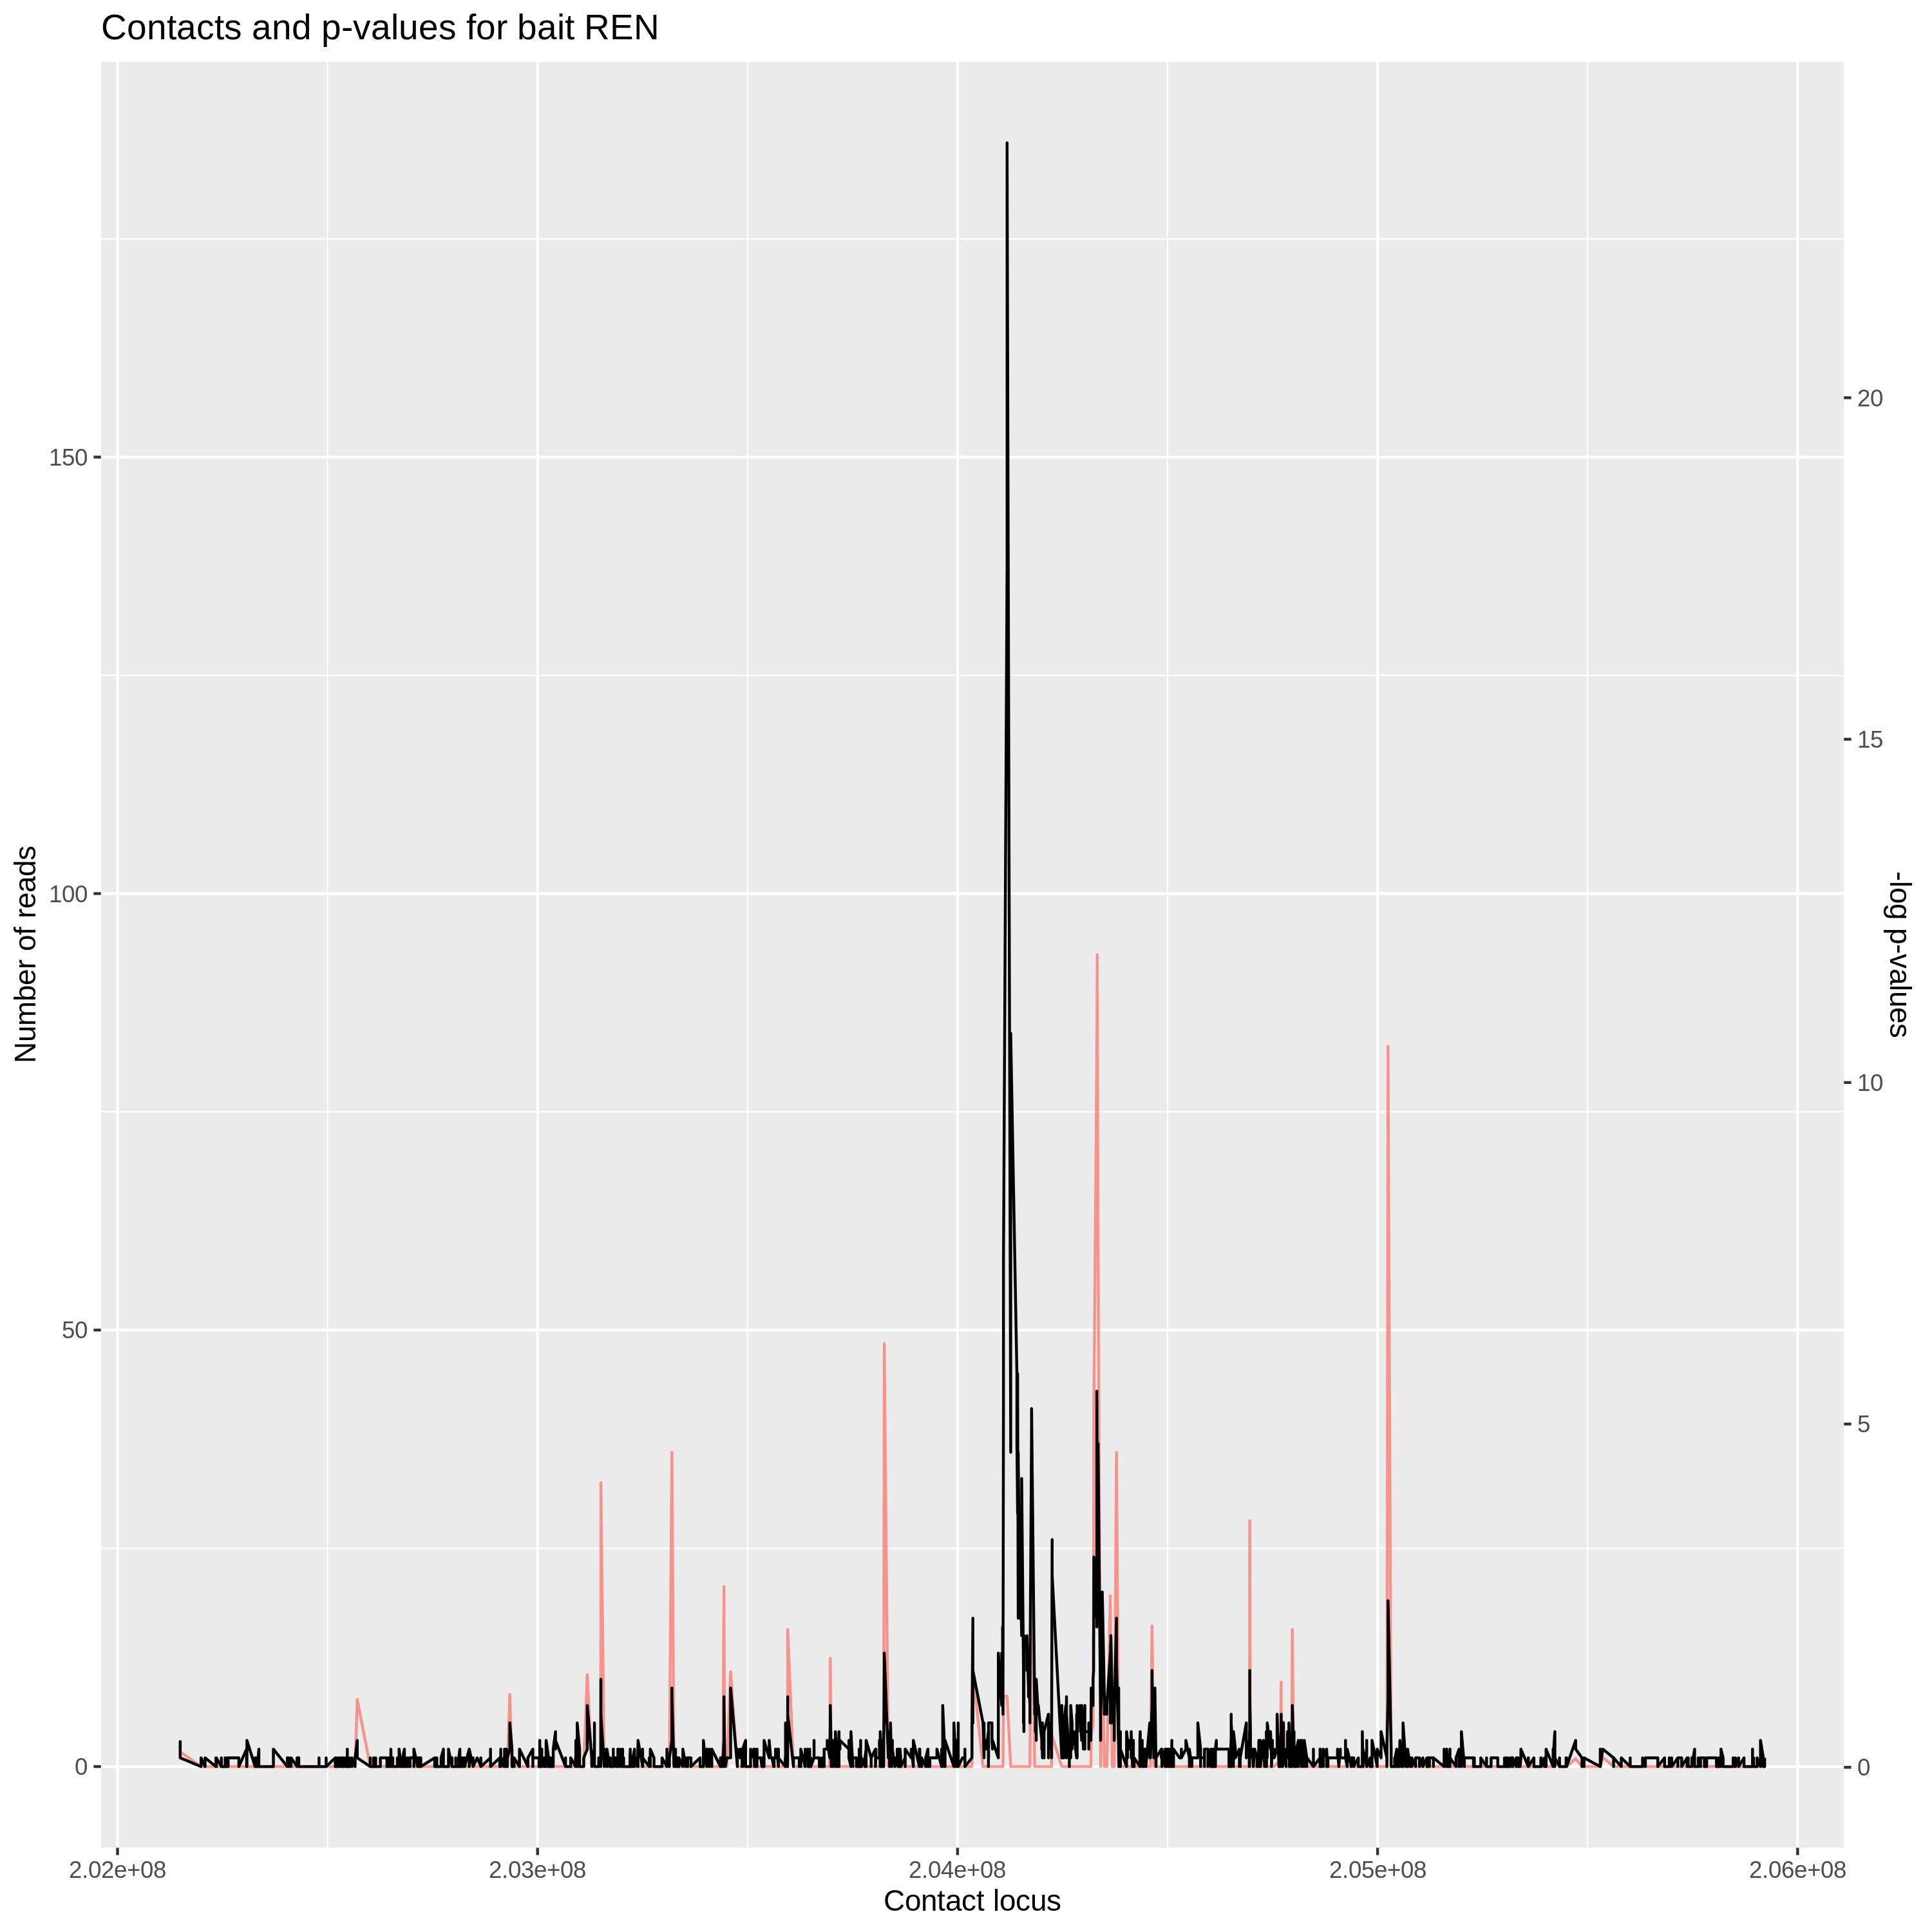 Contacts and p-values for bait REN
150
100
50
0
20
15
10
5
0
Number of reads
-log p-values
2.02e+08
2.03e+08
2.04e+08
2.05e+08
2.06e+08
Contact locus